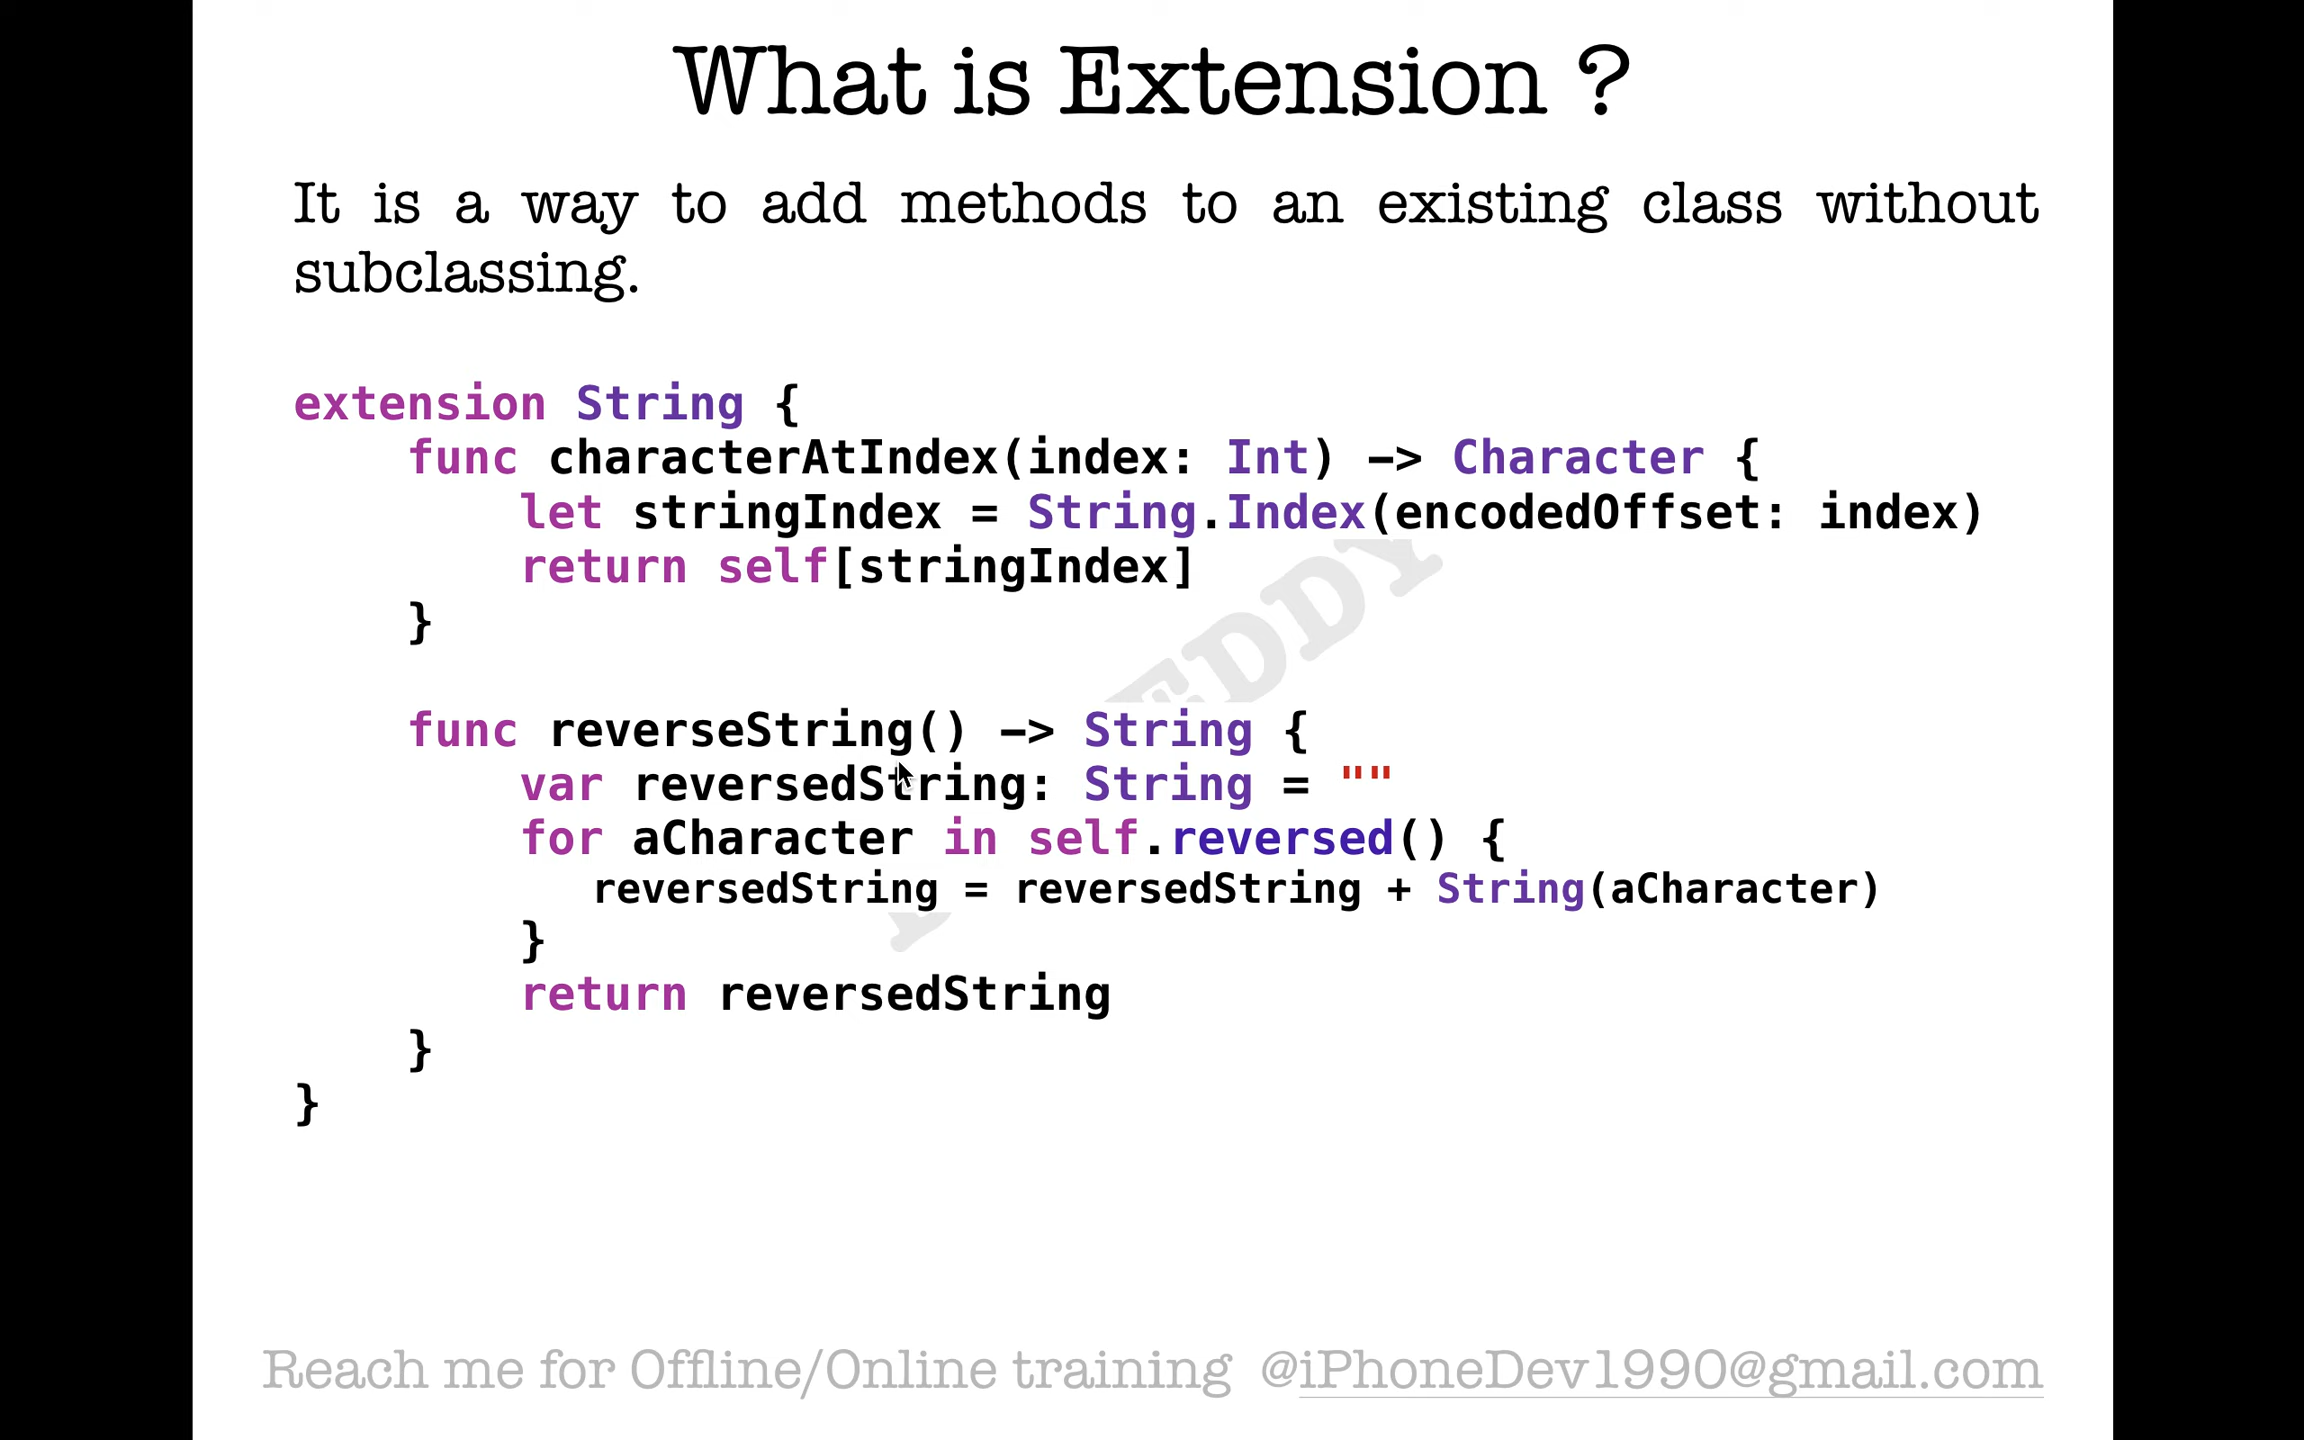 What is Extension ?
It is a way to add methods to an existing class without
subclassing.
extension String {
    func characterAtIndex(index: Int) -> Character {
        let stringIndex = String.Index(encodedOffset: index)
        return self[stringIndex]
    }
    func reverseString() -> String {
        var reversedString: String = ""
        for aCharacter in self.reversed() {
            reversedString = reversedString + String(aCharacter)
        }
        return reversedString
    }
}
Reach me for Offline/Online training @iPhoneDev1990@gmail.com